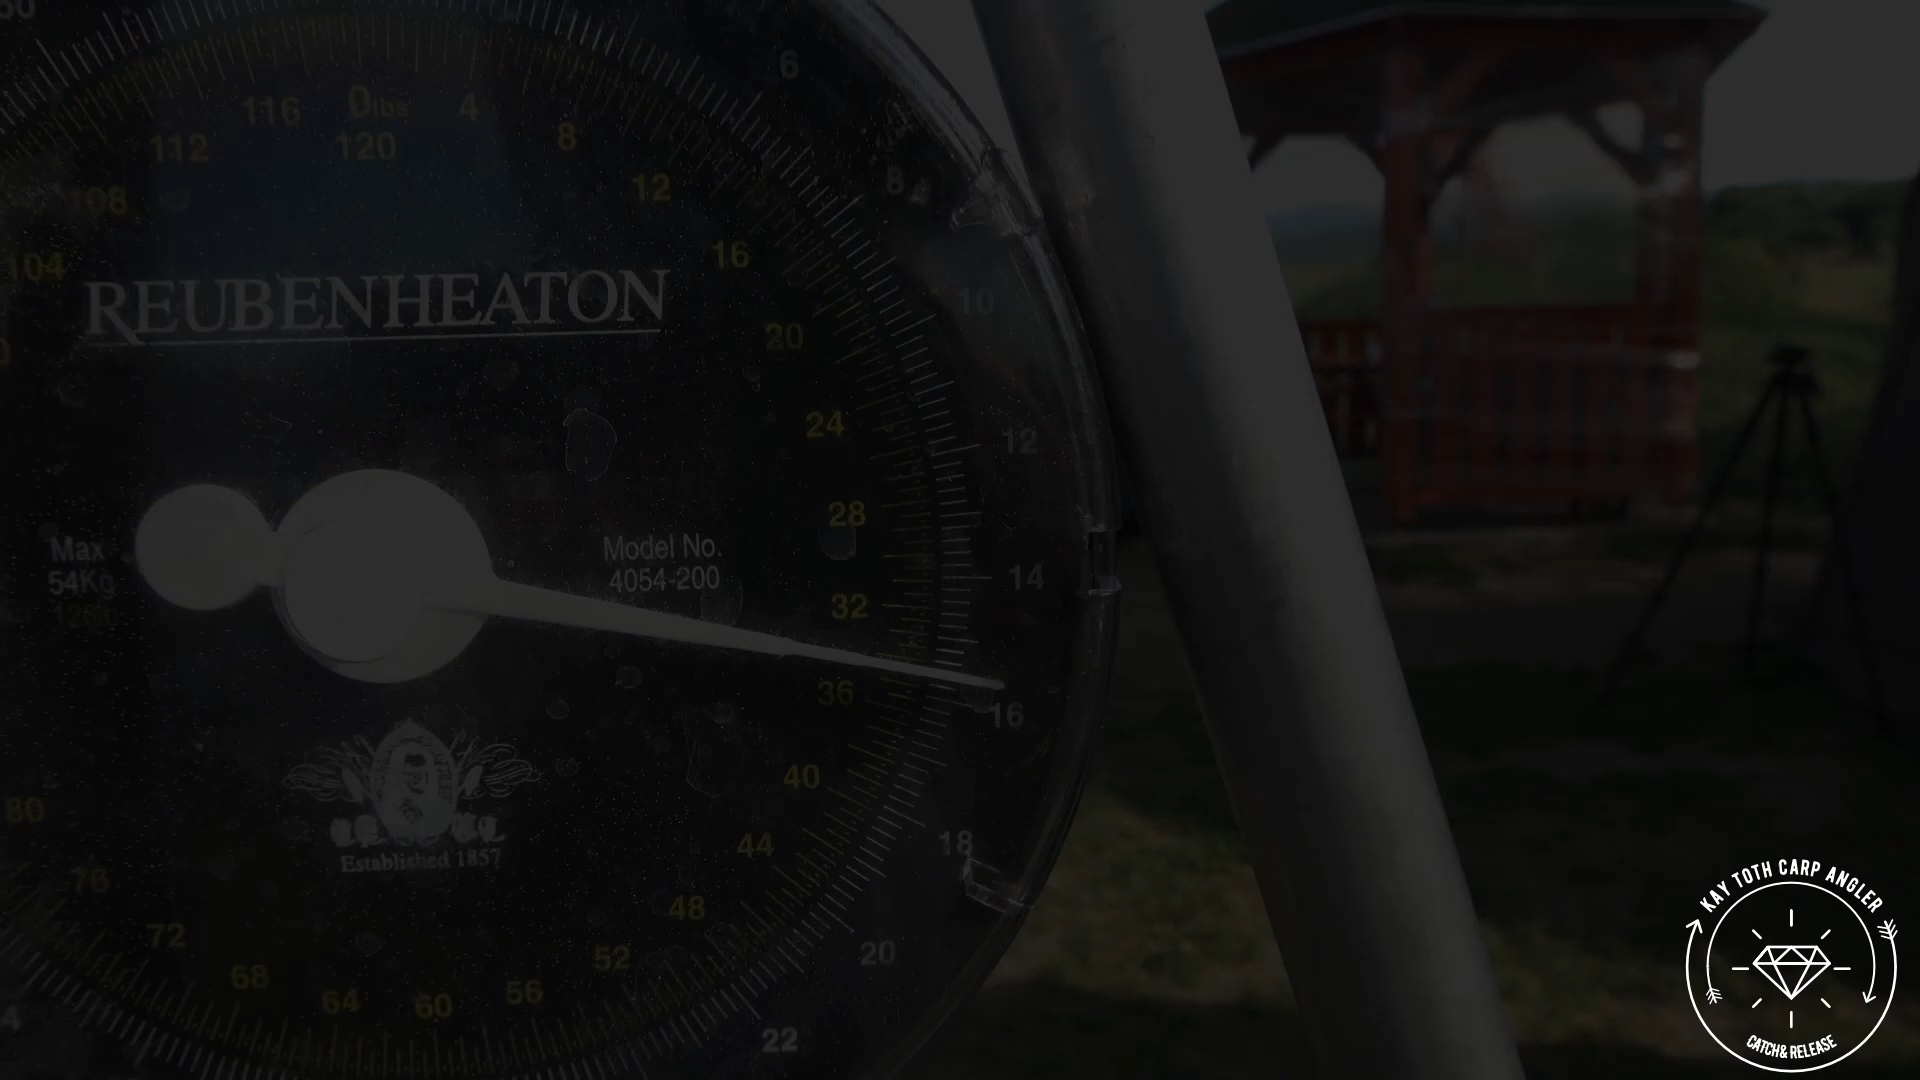 6
116 0lbs 4
112 120 8
108 12 8
104 16
REUBENHEATON
10
20
24 12
28
Max
54Kg
120lb
Model No.
4054-200
14
32
36
16
40
80
44 18
Established 1857
76
48
72 52 20
68 56
64 60
22
KAY TOTH CARP ANGLER
CATCH & RELEASE